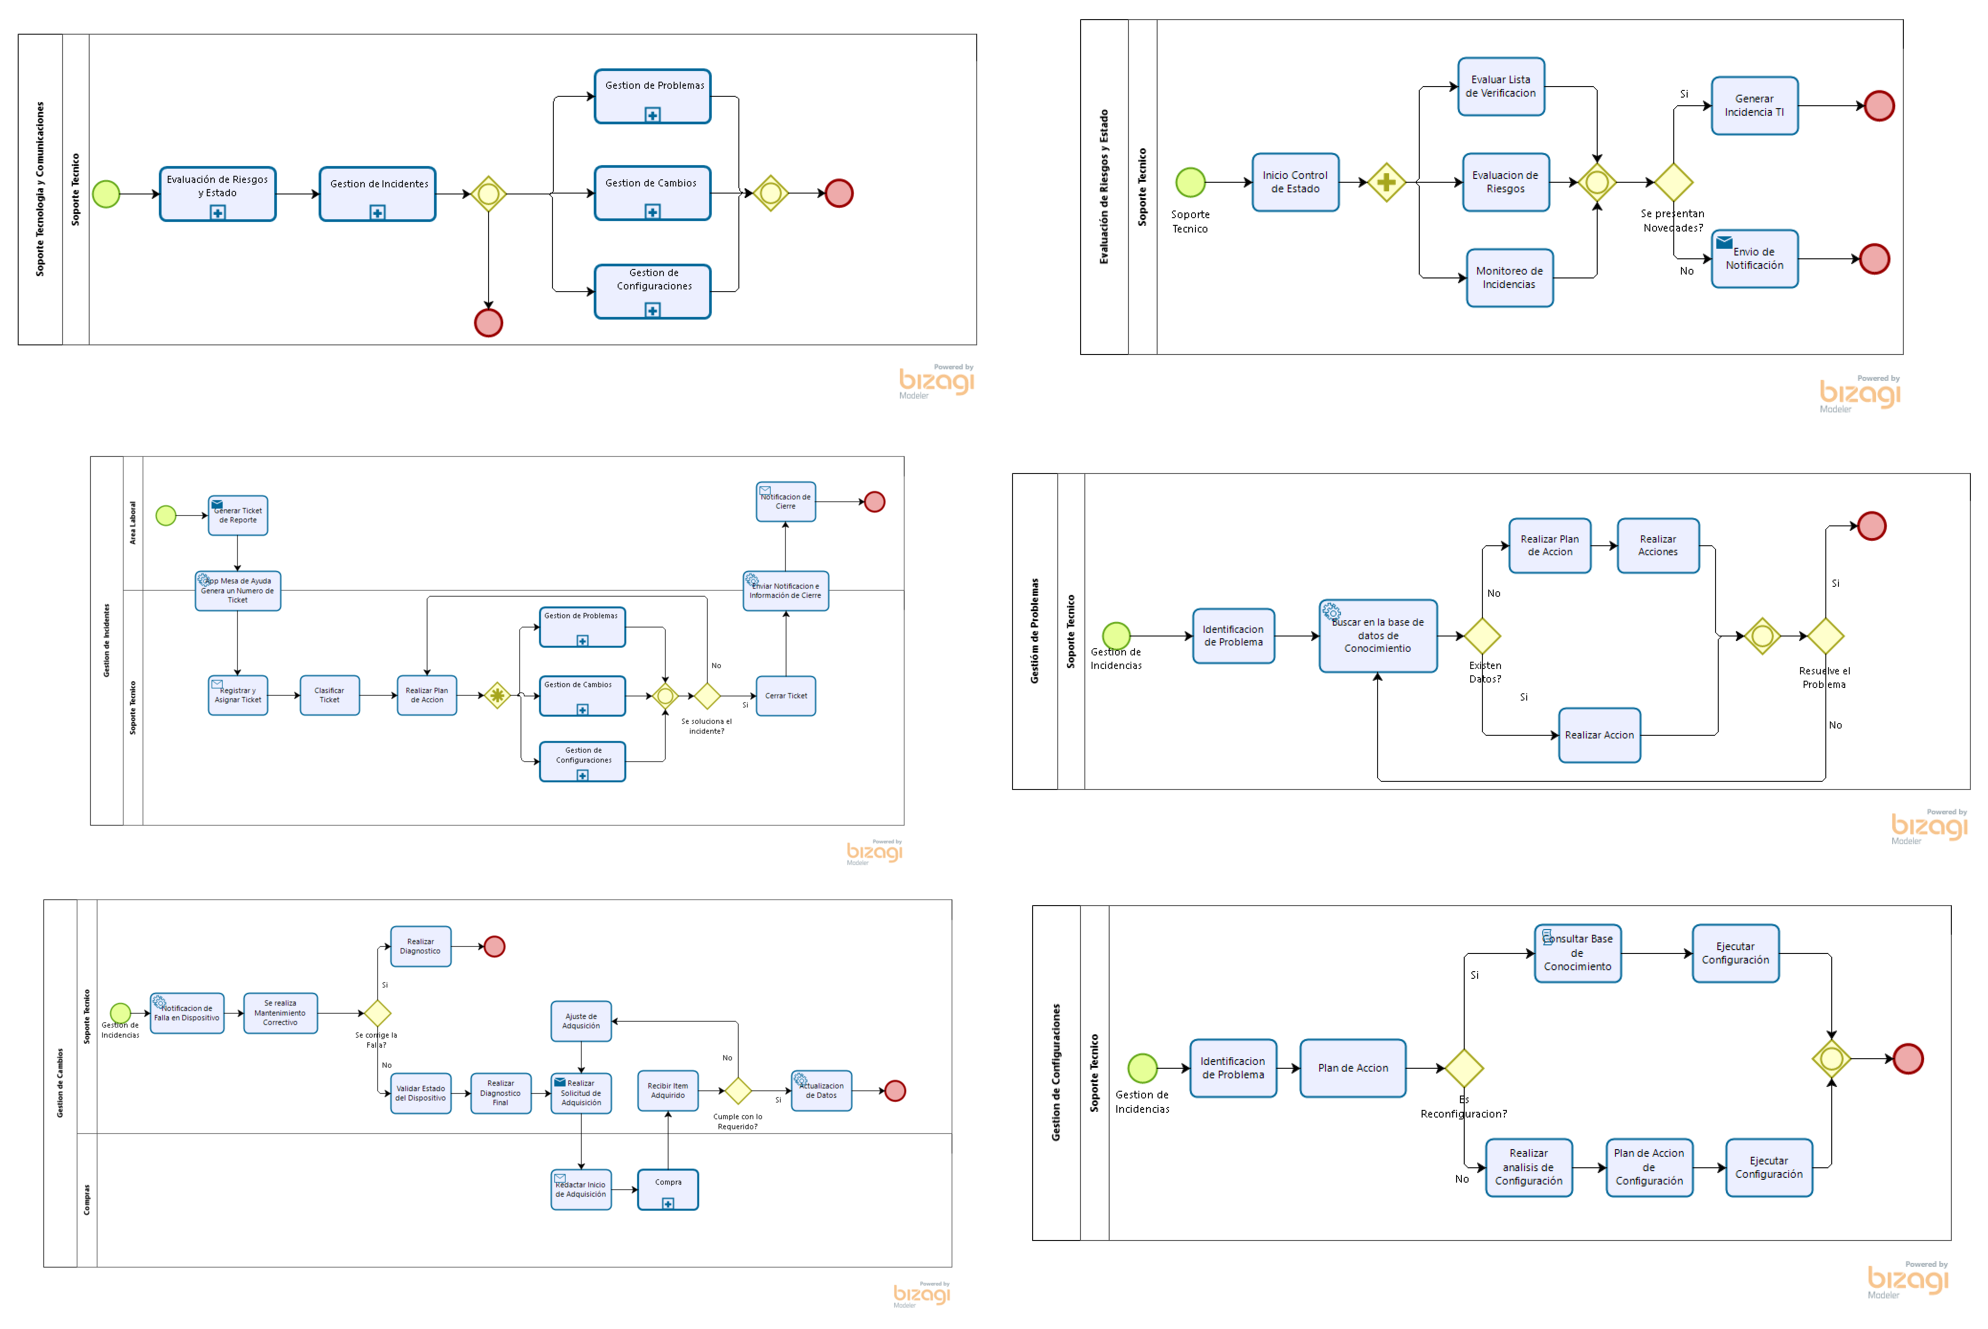 Soporte Tecnologia y Comunicaciones
Soporte Tecnico
Evaluación de Riesgos
y Estado
Gestion de Incidentes
Gestion de Problemas
Gestion de Cambios
Gestion de
Configuraciones
Powered by
bizagi
Modeler
Evaluación de Riesgos y Estado
Soporte Tecnico
Soporte
Tecnico
Inicio Control
de Estado
Evaluar Lista
de Verificacion
Evaluacion de
Riesgos
Monitoreo de
Incidencias
Se presentan
Novedades?
Si
Generar
Incidencia TI
No
Envio de
Notificación
Powered by
bizagi
Modeler
Gestion de Incidentes
Area Laboral
Soporte Tecnico
Generar Ticket
de Reporte
App Mesa de Ayuda
Genera un Numero de
Ticket
Registrar y
Asignar Ticket
Clasificar
Ticket
Realizar Plan
de Accion
Gestion de Problemas
Gestion de Cambios
Gestion de
Configuraciones
Se soluciona el
incidente?
No
Si
Cerrar Ticket
Enviar Notificacion e
Información de Cierre
Notificacion de
Cierre
Powered by
bizagi
Modeler
Gestióm de Problemas
Soporte Tecnico
Gestion de
Incidencias
Identificacion
de Problema
Buscar en la base de
datos de
Conocimientio
Existen
Datos?
No
Realizar Plan
de Accion
Realizar
Acciones
Si
Realizar Accion
Resuelve el
Problema
Si
No
Powered by
bizagi
Modeler
Gestion de Cambios
Soporte Tecnico
Compras
Gestion de
Incidencias
Notificacion de
Falla en Dispositivo
Se realiza
Mantenimiento
Correctivo
Se corrige la
Falla?
Si
Realizar
Diagnostico
No
Validar Estado
del Dispositivo
Realizar
Diagnostico
Final
Ajuste de
Adqusición
Realizar
Solicitud de
Adquisición
Redactar Inicio
de Adquisición
Compra
Recibir Item
Adquirido
Cumple con lo
Requerido?
No
Si
Actualizacion
de Datos
Powered by
bizagi
Modeler
Gestion de Configuraciones
Soporte Tecnico
Gestion de
Incidencias
Identificacion
de Problema
Plan de Accion
Es
Reconfiguracion?
Si
Consultar Base
de
Conocimiento
Ejecutar
Configuración
No
Realizar
analisis de
Configuración
Plan de Accion
de
Configuración
Ejecutar
Configuración
Powered by
bizagi
Modeler